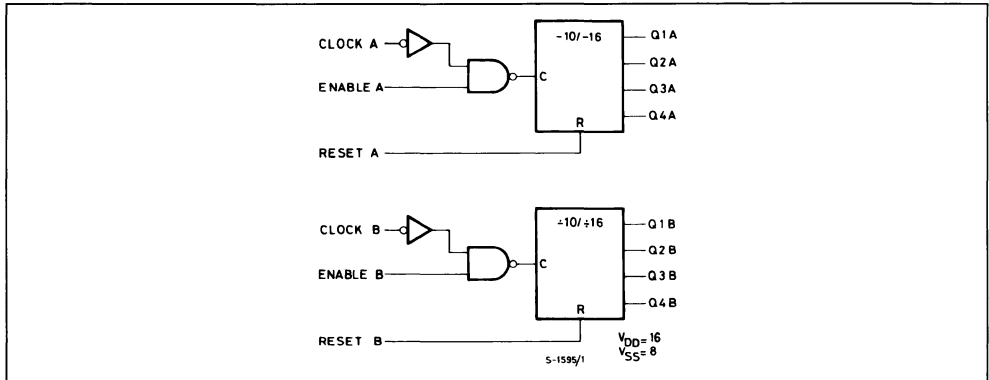 CLOCK A
ENABLE A
RESET A
-10/-16
C
R
Q1A
Q2A
Q3A
Q4A
CLOCK B
ENABLE B
RESET B
÷10/÷16
C
R
Q1B
Q2B
Q3B
Q4B
VDD= 16
VSS= 8
S-1595/1